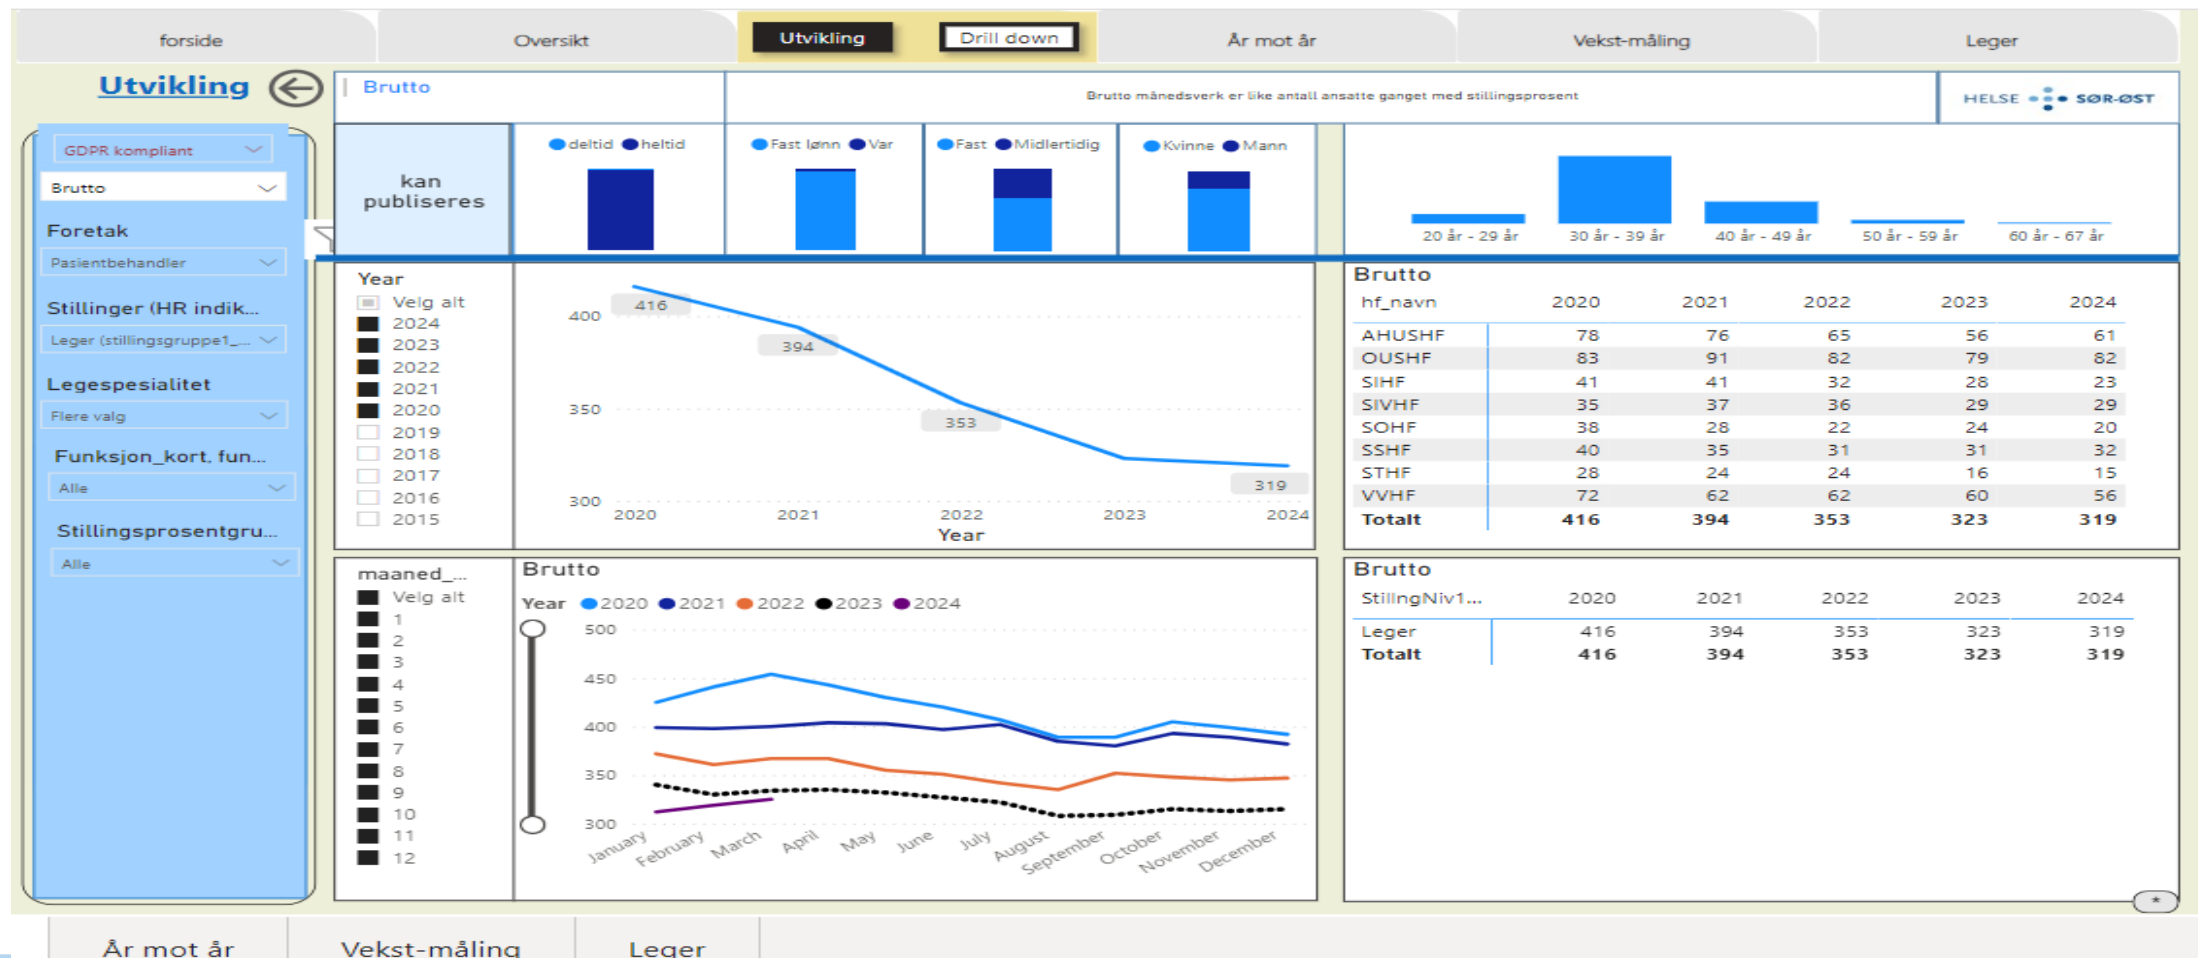 forside
Oversikt
Utvikling
Drill down
År mot år
Vekst-måling
Leger
Utvikling
Brutto
Brutto månedsverk er like antall ansatte ganget med stillingsprosent
HELSE SØR-ØST
GDPR kompliant
Brutto
Foretak
Pasientbehandler
Stillinger (HR indik...
Leger (stillingsgruppe1_...
Legespesialitet
Flere valg
Funksjon_kort, fun...
Alle
Stillingsprosentgru...
Alle
kan
publiseres
deltid heltid
Fast lønn Var
Fast Midlertidig
Kvinne Mann
20 år - 29 år 30 år - 39 år 40 år - 49 år 50 år - 59 år 60 år - 67 år
Year
Velg alt
2024
2023
2022
2021
2020
2019
2018
2017
2016
2015
400
350
300
416
394
353
319
2020 2021 2022 2023 2024
Year
Brutto
hf_navn 2020 2021 2022 2023 2024
AHUSHF 78 76 65 56 61
OUSHF 83 91 82 79 82
SIHF 41 41 32 28 23
SIVHF 35 37 36 29 29
SOHF 38 28 22 24 20
SSHF 40 35 31 31 32
STHF 28 24 24 16 15
VVHF 72 62 62 60 56
Totalt 416 394 353 323 319
maaned_...
Velg alt
1
2
3
4
5
6
7
8
9
10
11
12
Brutto
Year 2020 2021 2022 2023 2024
500
450
400
350
300
January February March April May June July August September October November December
Brutto
StillngNiv1... 2020 2021 2022 2023 2024
Leger 416 394 353 323 319
Totalt 416 394 353 323 319
*
År mot år
Vekst-måling
Leger